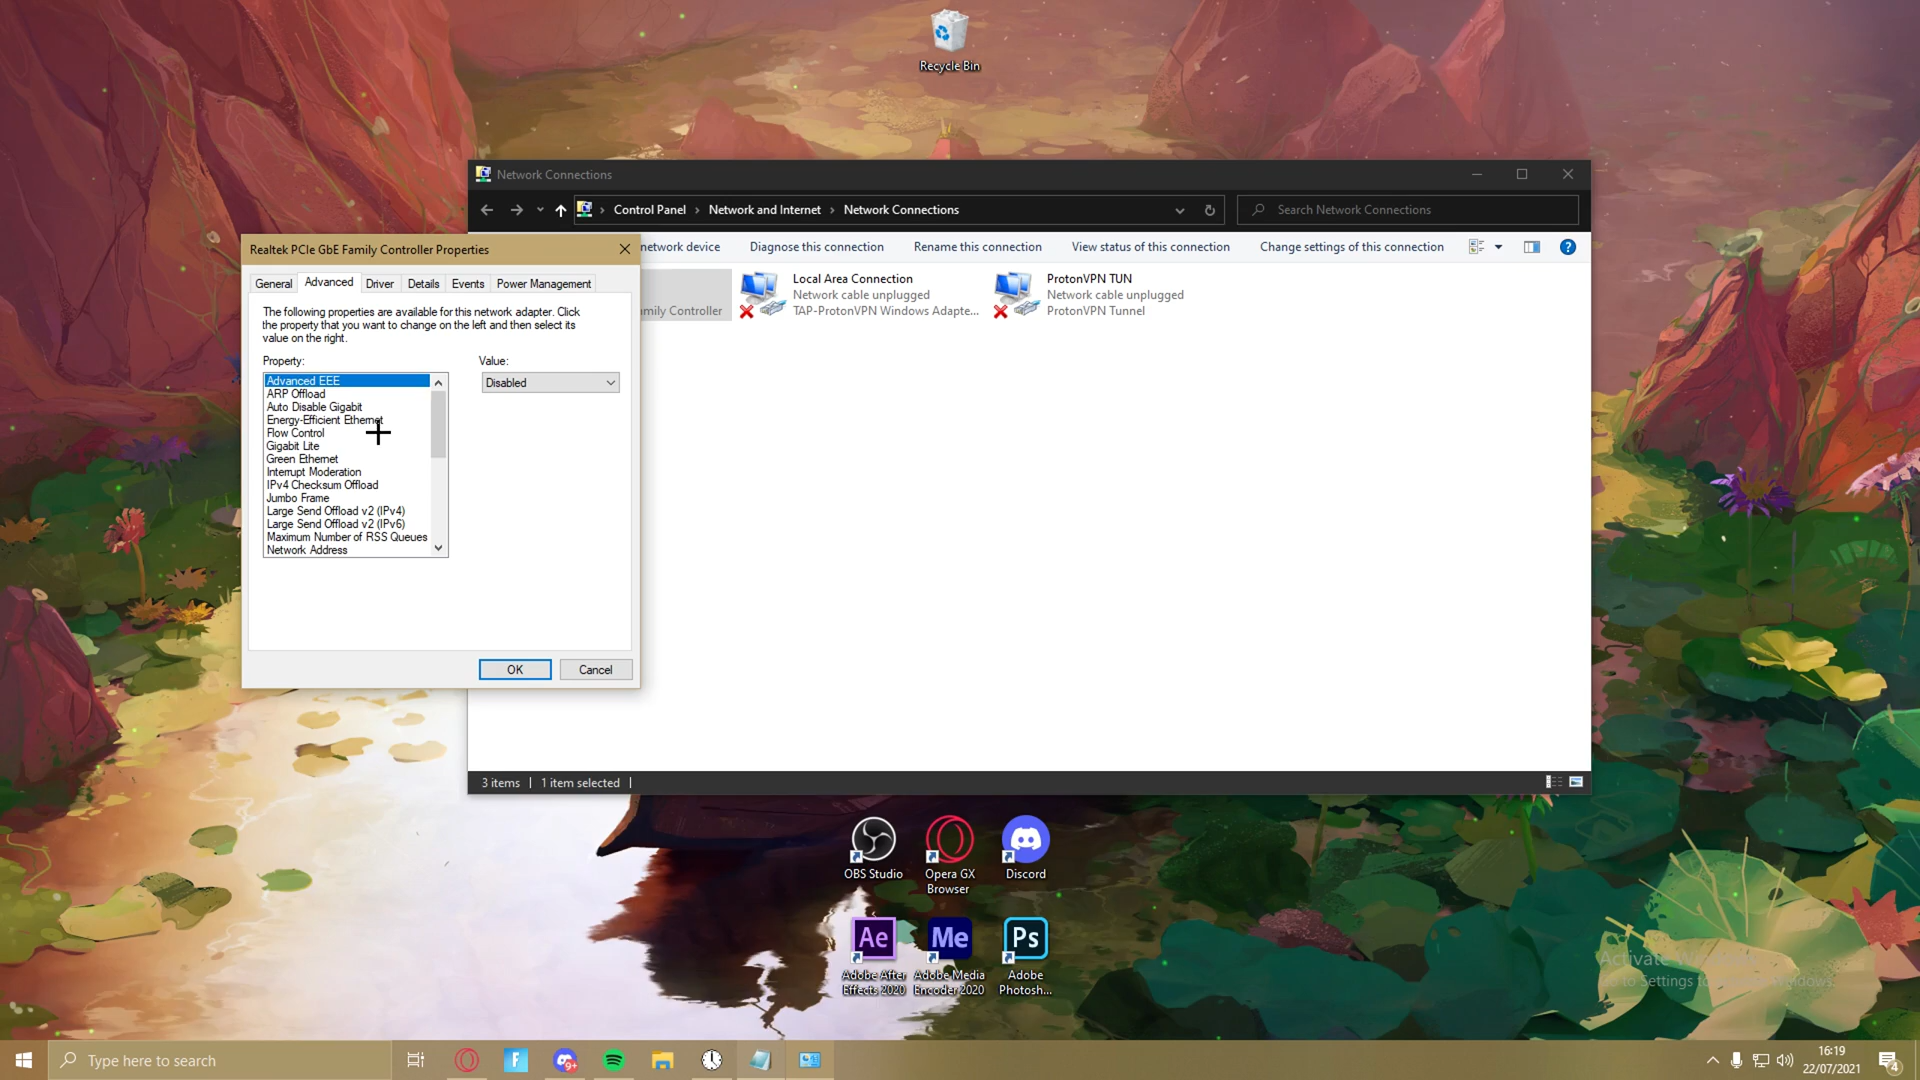 Recycle Bin
Network Connections
Control Panel
Network and Internet
Network Connections
Search Network Connections
network device
Diagnose this connection
Rename this connection
View status of this connection
Change settings of this connection
mily Controller
Local Area Connection
Network cable unplugged
TAP-ProtonVPN Windows Adapte...
ProtonVPN TUN
Network cable unplugged
ProtonVPN Tunnel
Realtek PCIe GbE Family Controller Properties
General
Advanced
Driver
Details
Events
Power Management
The following properties are available for this network adapter. Click
the property that you want to change on the left and then select its
value on the right.
Property:
Value:
Advanced EEE
ARP Offload
Auto Disable Gigabit
Energy-Efficient Ethernet
Flow Control
Gigabit Lite
Green Ethernet
Interrupt Moderation
IPv4 Checksum Offload
Jumbo Frame
Large Send Offload v2 (IPv4)
Large Send Offload v2 (IPv6)
Maximum Number of RSS Queues
Network Address
Disabled
OK
Cancel
3 items
1 item selected
OBS Studio
Opera GX
Browser
Discord
Ae
Me
Ps
Adobe After
Effects 2020
Adobe Media
Encoder 2020
Adobe
Photosh...
Activate Windows
to Settings
Windows.
Type here to search
9+
16:19
22/07/2021
4